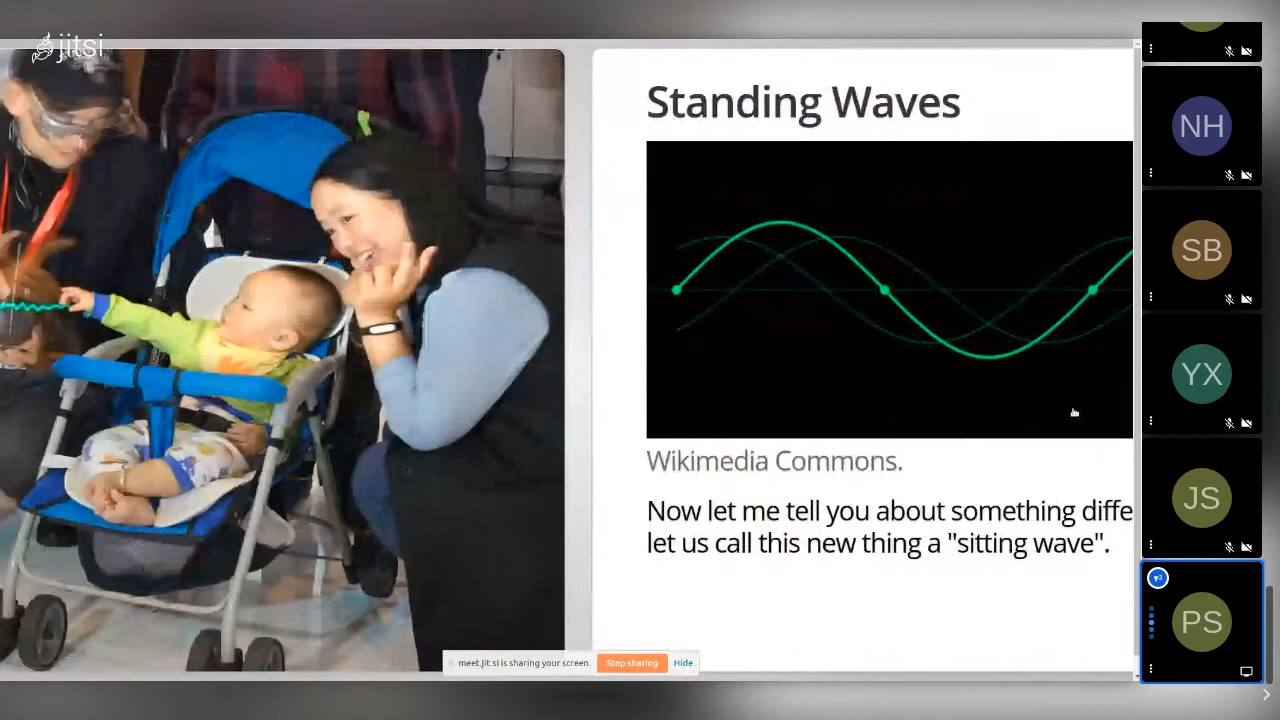 jitsi
Standing Waves
Wikimedia Commons.
Now let me tell you about something diffe
let us call this new thing a "sitting wave".
meet.jit.si is sharing your screen.
Stop sharing
Hide
NH
SB
YX
JS
PS